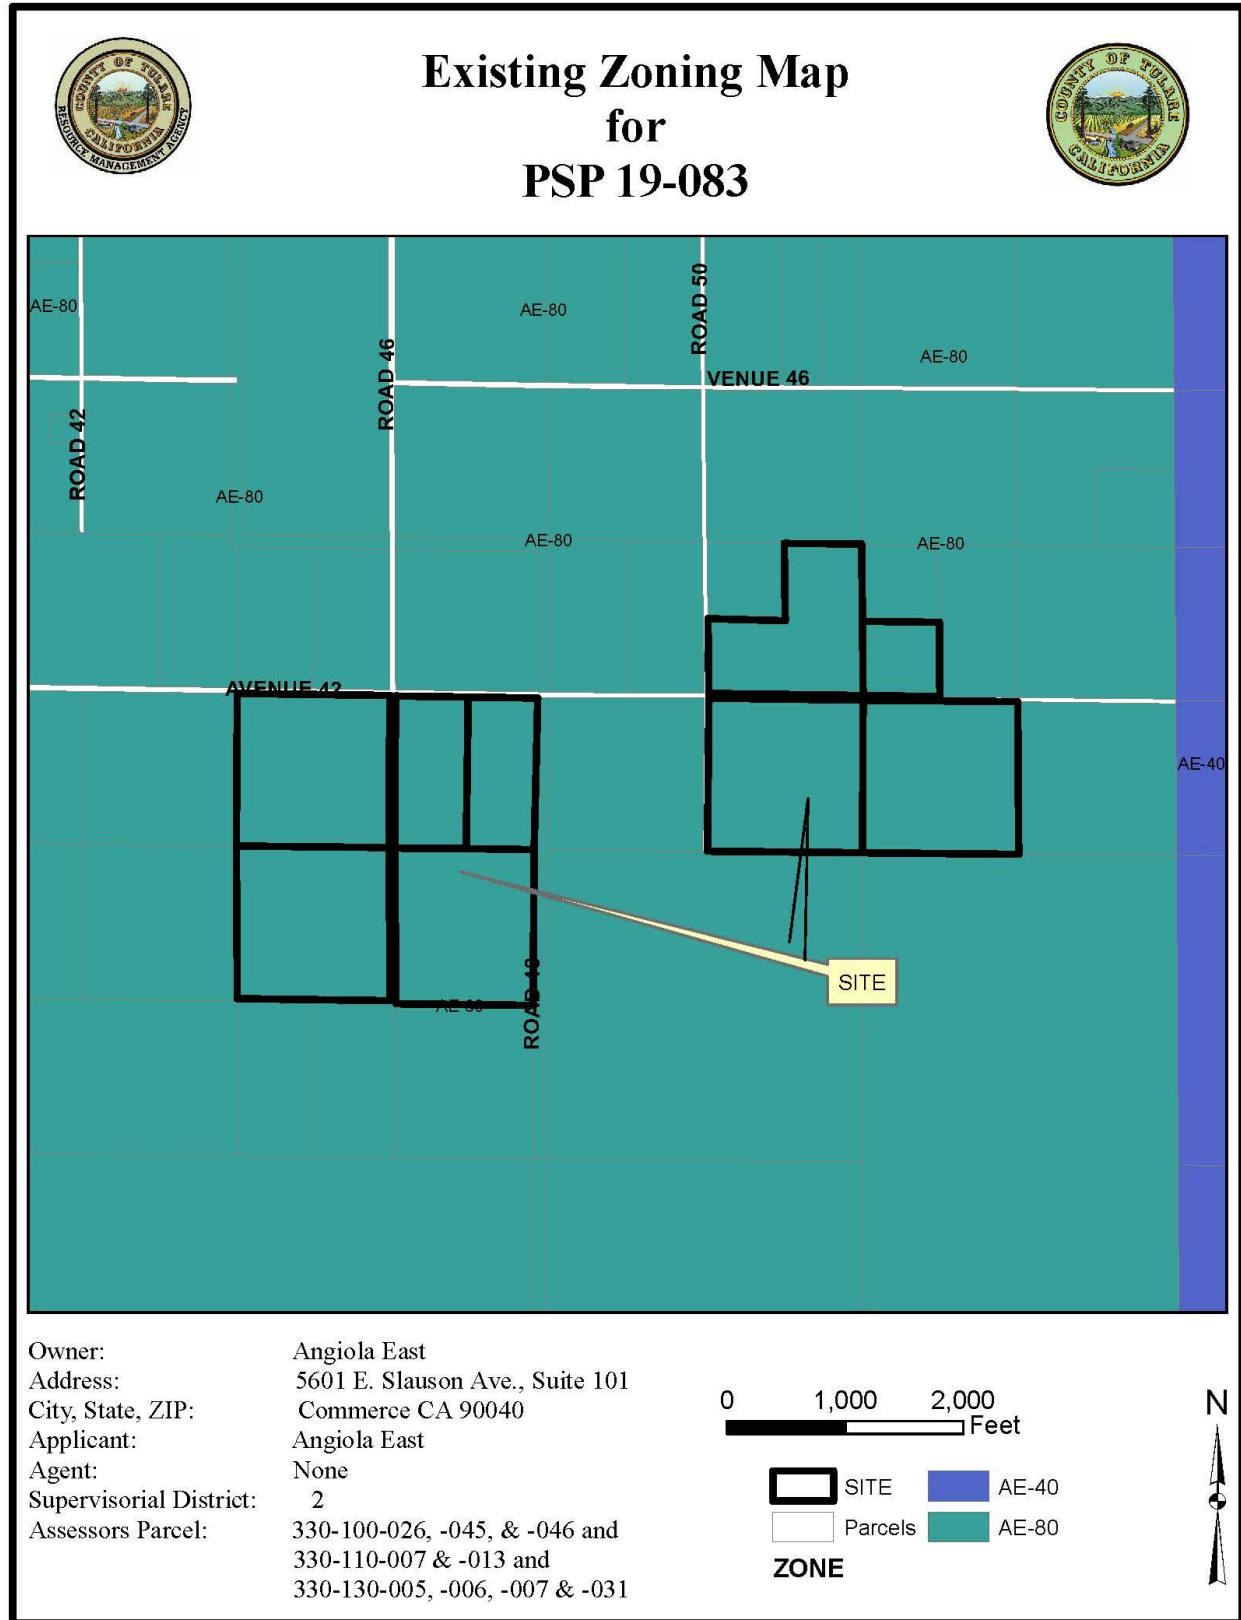 COUNTY OF TULARE
CALIFORNIA
RESOURCE MANAGEMENT AGENCY
Existing Zoning Map
for
PSP 19-083
COUNTY OF TULARE
CALIFORNIA
AE-80
ROAD 42
ROAD 46
AE-80
ROAD 50
AE-80
VENUE 46
AE-80
AE-80
AE-80
AVENUE 42
AE-40
SITE
AE-80
ROAD 48
Owner: Angiola East
Address: 5601 E. Slauson Ave., Suite 101
City, State, ZIP: Commerce CA 90040
Applicant: Angiola East
Agent: None
Supervisorial District: 2
Assessors Parcel: 330-100-026, -045, & -046 and
330-110-007 & -013 and
330-130-005, -006, -007 & -031
0 1,000 2,000
Feet
SITE
Parcels
ZONE
AE-40
AE-80
N